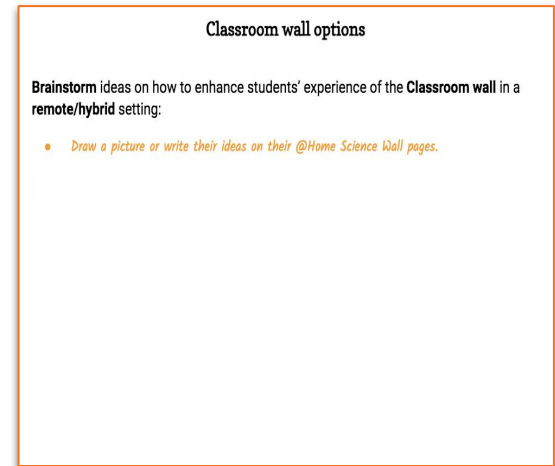 Classroom wall options
Brainstorm ideas on how to enhance students’ experience of the Classroom wall in a
remote/hybrid setting:
• Draw a picture or write their ideas on their @Home Science Wall pages.